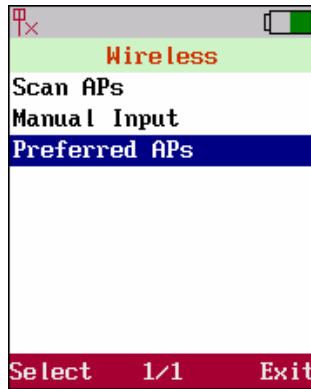 Wireless
Scan APs
Manual Input
Preferred APs
Select 1/1 Exit